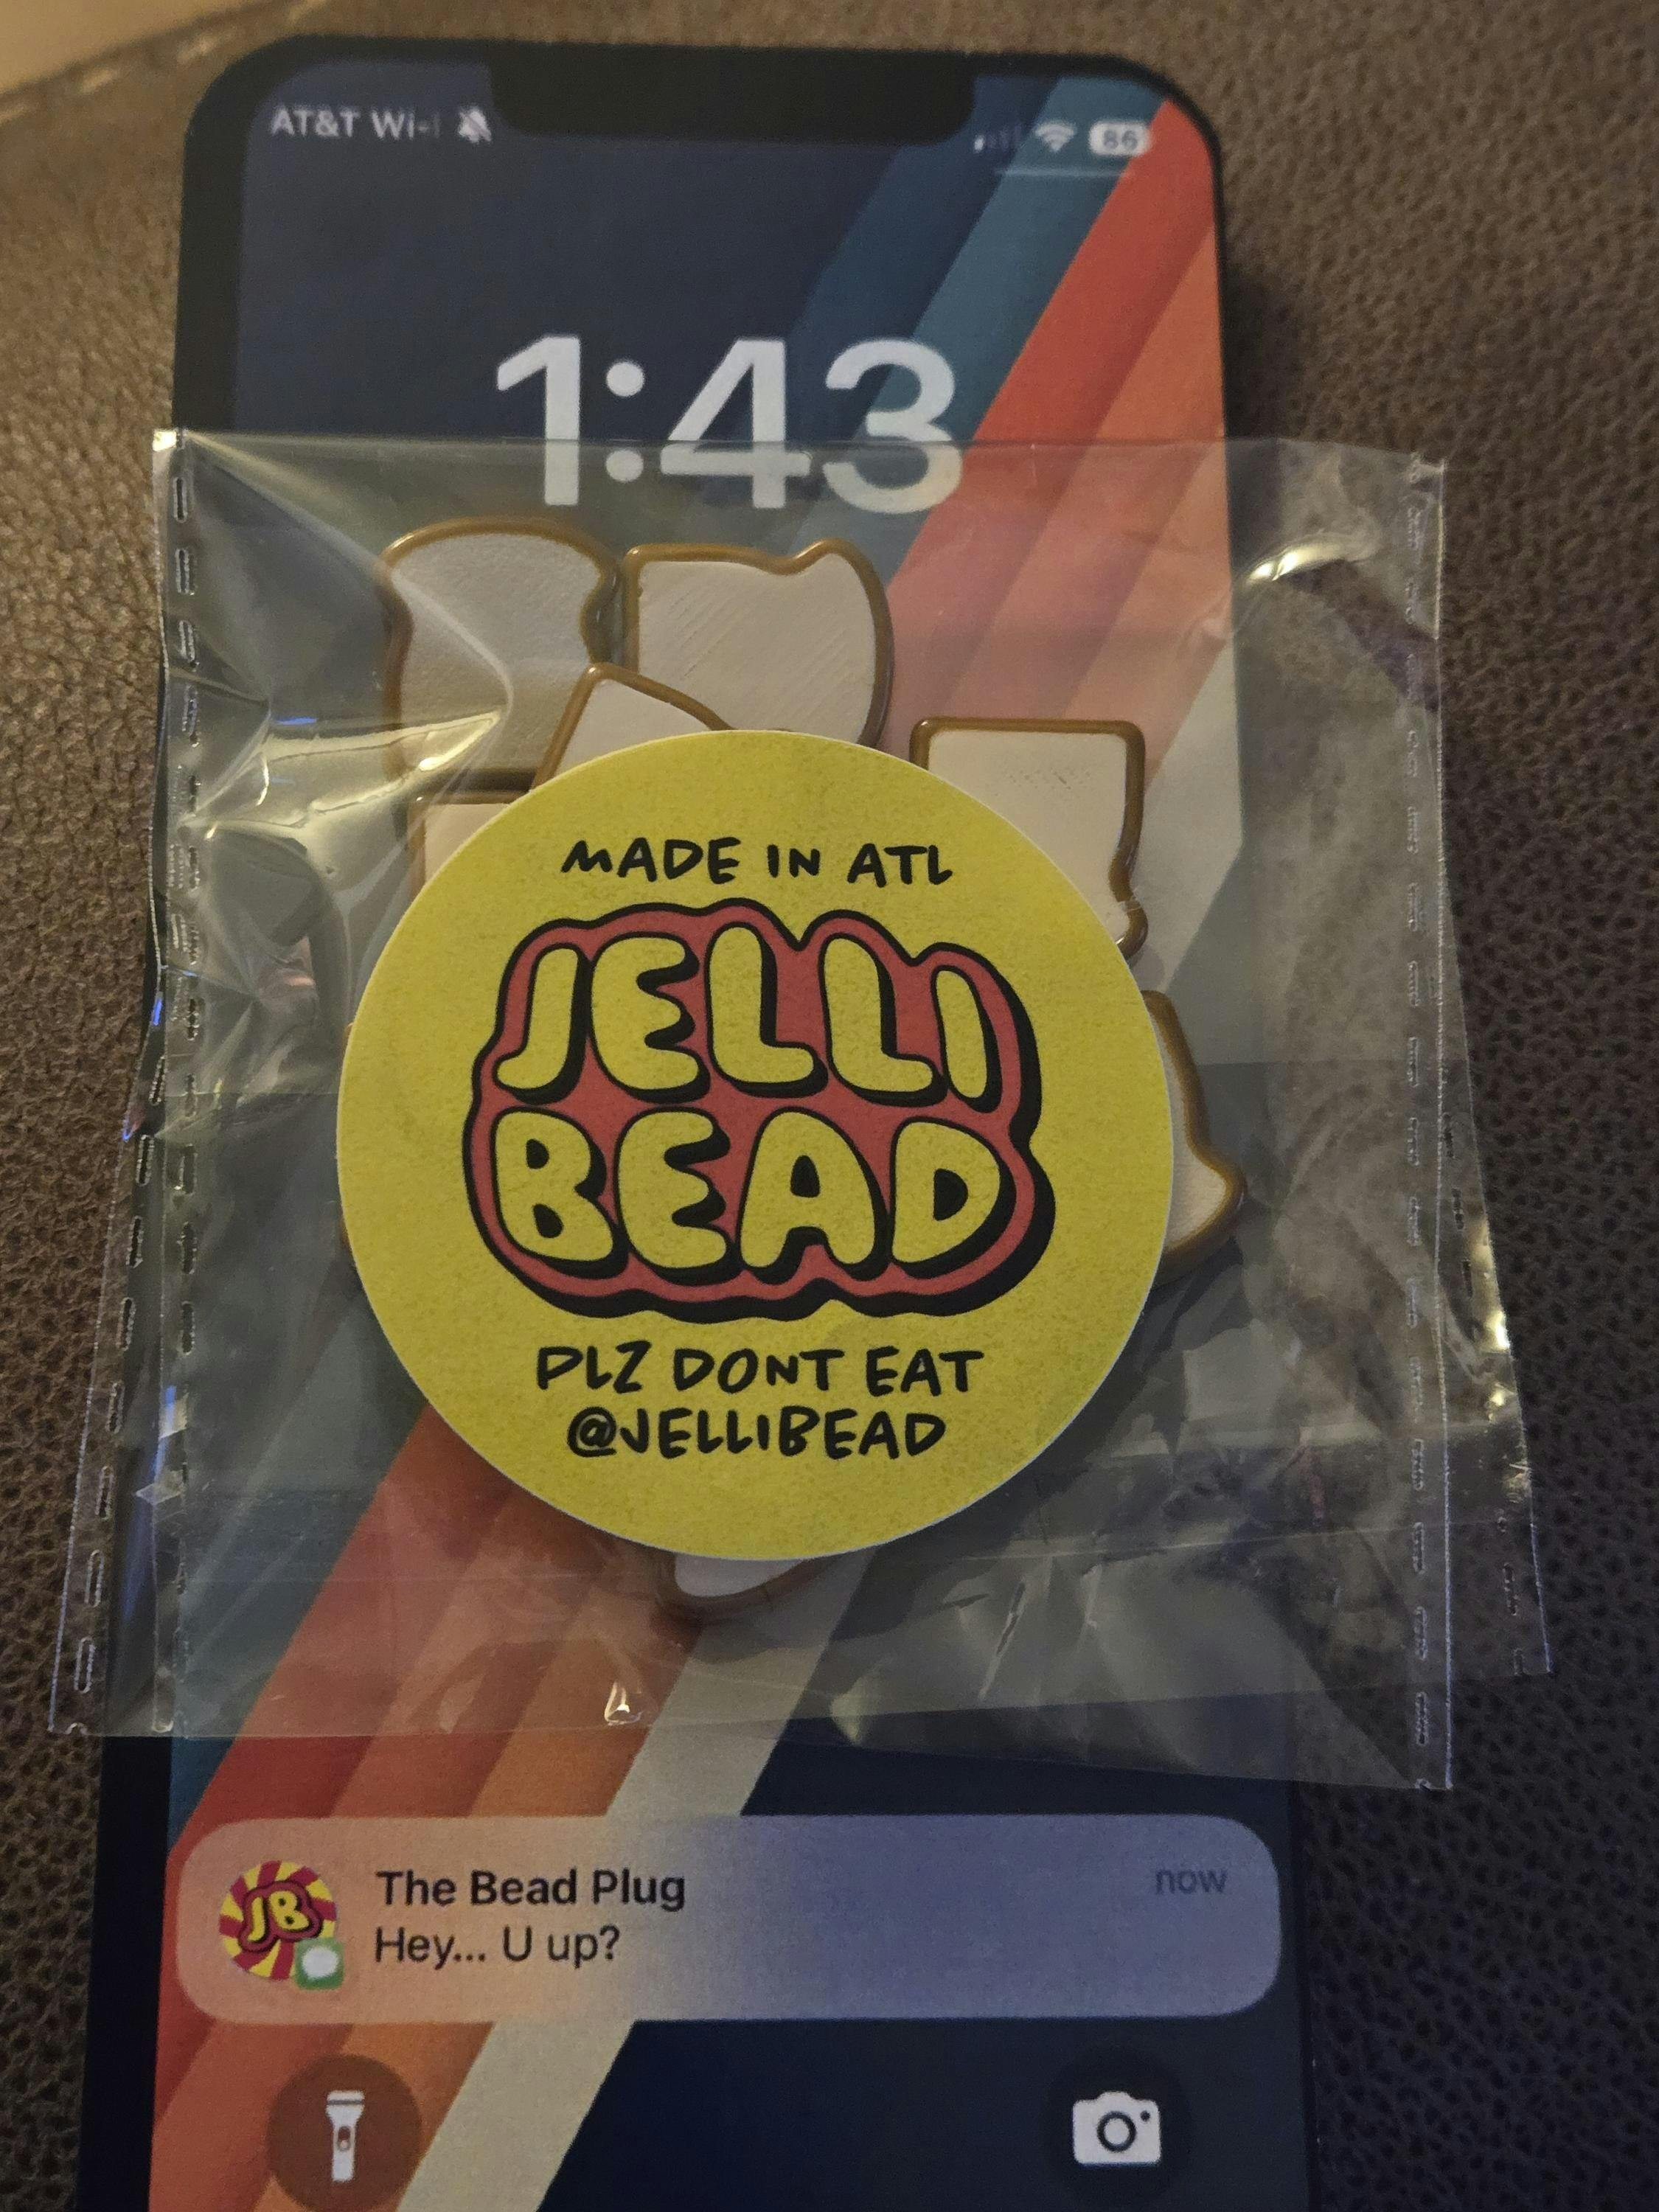 AT&T Wi-
86
1:43
MADE IN ATL
JELLI
BEAD
PLZ DONT EAT
@JELLIBEAD
The Bead Plug
now
Hey... U up?
JB